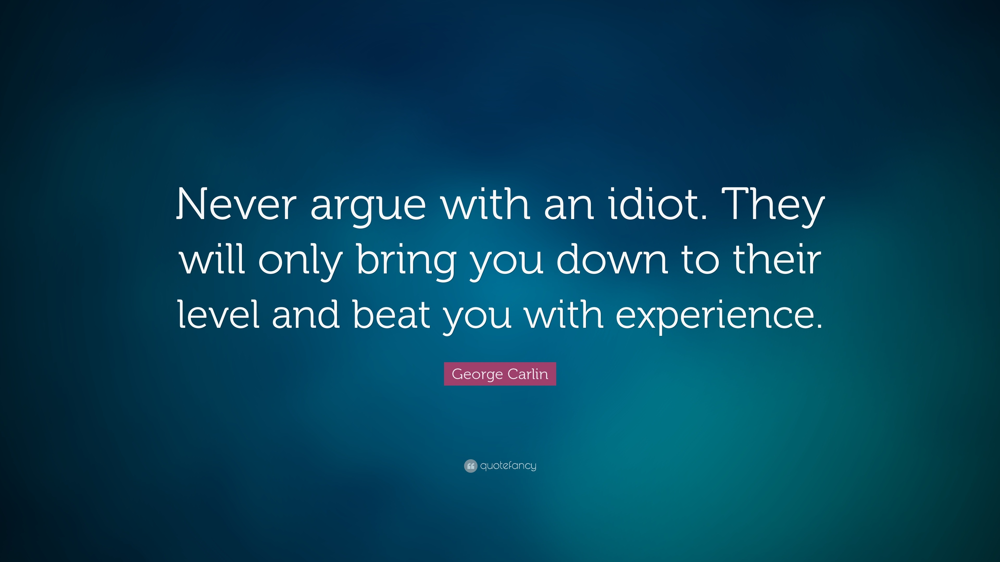 Never argue with an idiot. They
will only bring you down to their
level and beat you with experience.
George Carlin
quotefancy